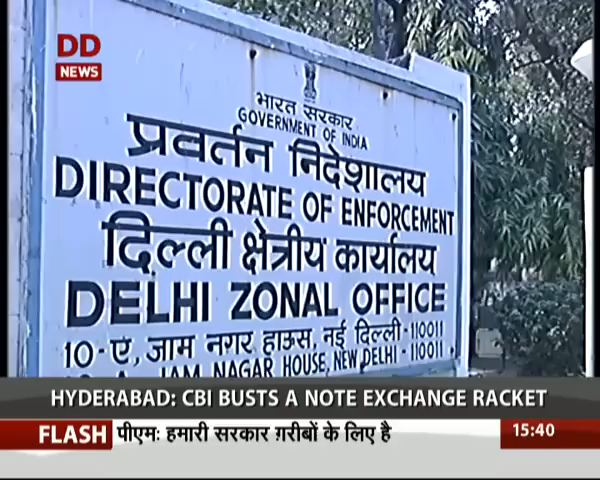 DD
NEWS
भारत सरकार
GOVERNMENT OF INDIA
प्रवर्तन निदेशालय
DIRECTORATE OF ENFORCEMENT
दिल्ली क्षेत्रीय कार्यालय
DELHI ZONAL OFFICE
10-ए, जाम नगर हाऊस, नई दिल्ली-110011
JAM NAGAR HOUSE, NEW DELHI - 110011
HYDERABAD: CBI BUSTS A NOTE EXCHANGE RACKET
FLASH पीएमः हमारी सरकार ग़रीबों के लिए है 15:40